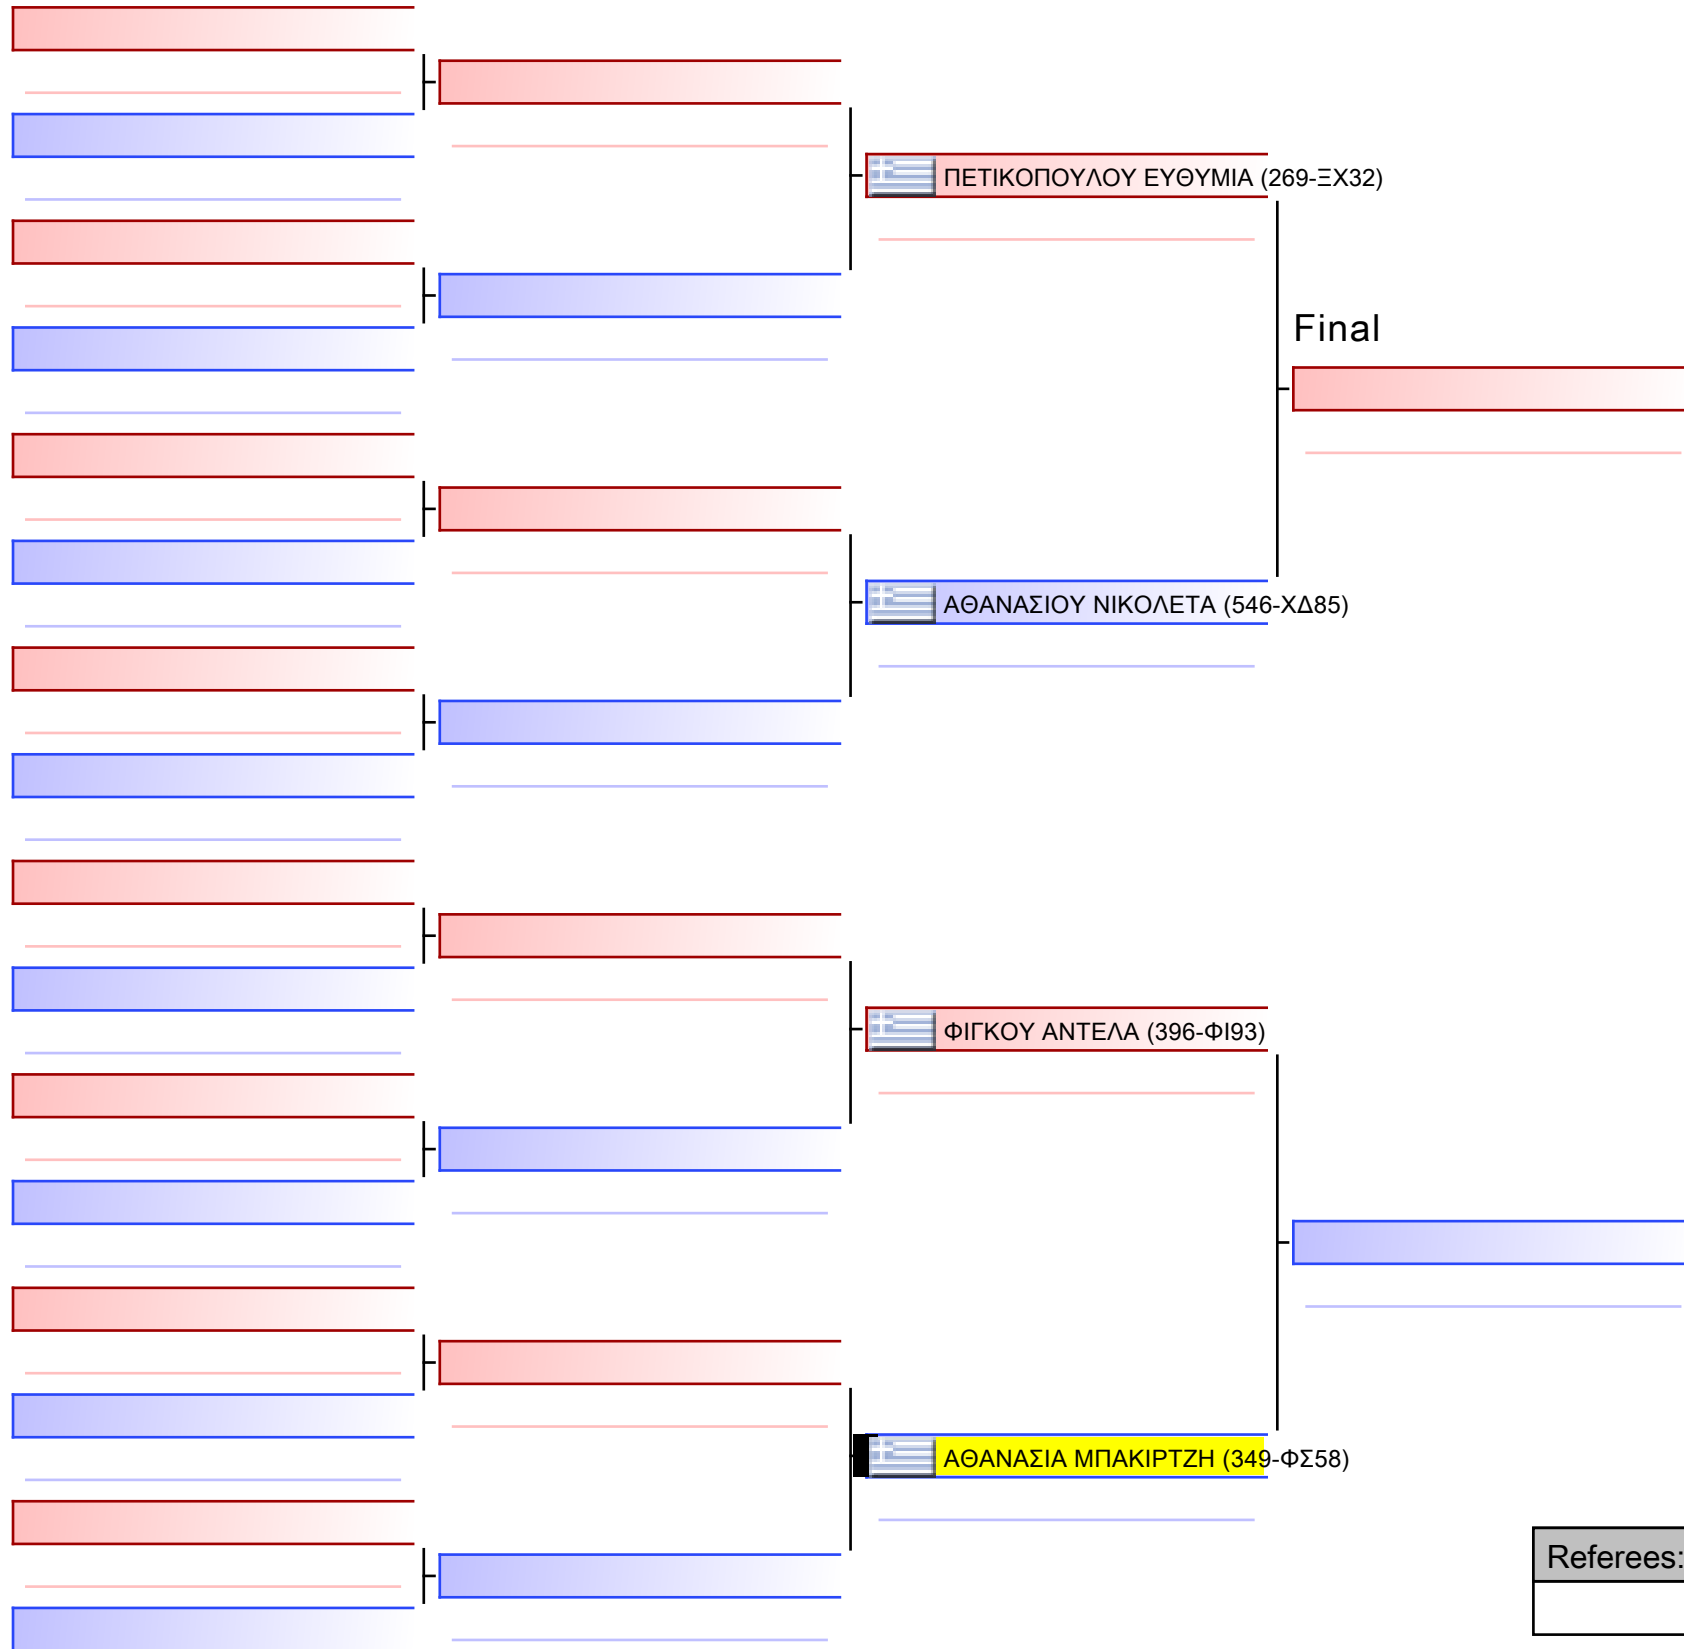 ΠΕΤΙΚΟΠΟΥΛΟΥ ΕΥΘΥΜΙΑ (269-ΞΧ32)
Final
ΑΘΑΝΑΣΙΟΥ ΝΙΚΟΛΕΤΑ (546-ΧΔ85)
ΦΙΓΚΟΥ ΑΝΤΕΛΑ (396-ΦΙ93)
ΑΘΑΝΑΣΙΑ ΜΠΑΚΙΡΤΖΗ (349-ΦΣ58)
Referees: